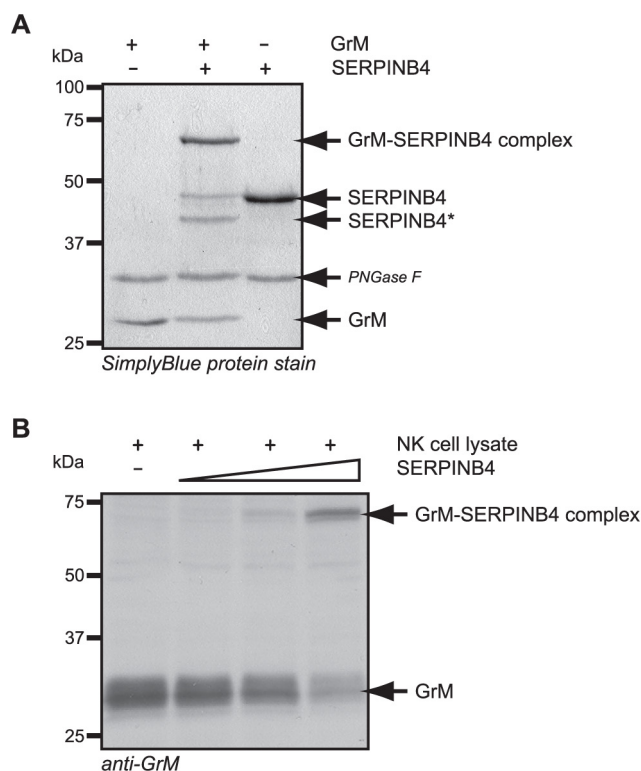 A
+ + – GrM
kDa
– + + SERPINB4
100
75
GrM-SERPINB4 complex
50
SERPINB4
SERPINB4*
37
PNGase F
GrM
25
SimplyBlue protein stain
B
+ + + + NK cell lysate
kDa
– SERPINB4
75
GrM-SERPINB4 complex
50
37
GrM
25
anti-GrM